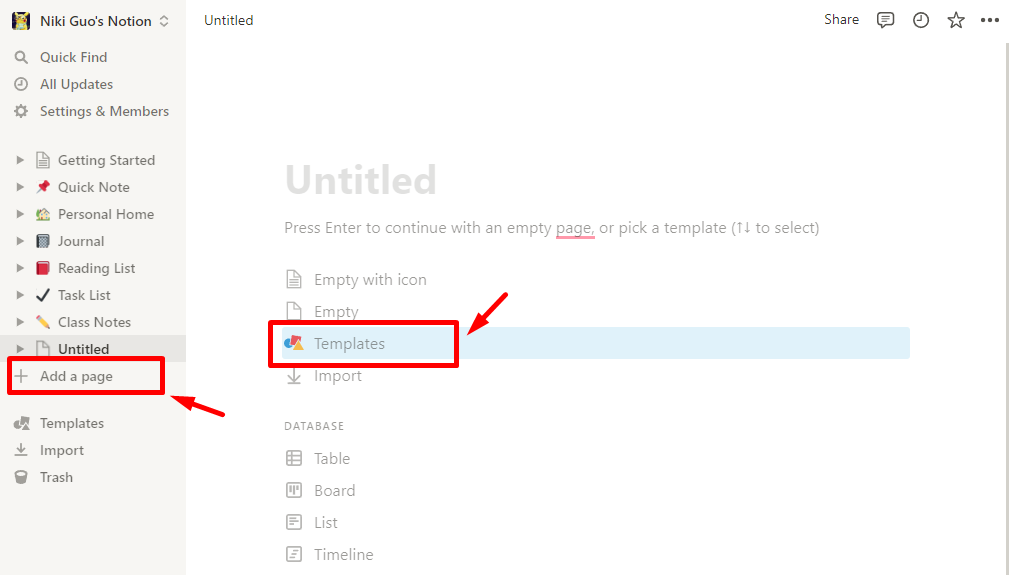 Niki Guo's Notion
Quick Find
All Updates
Settings & Members
Getting Started
Quick Note
Personal Home
Journal
Reading List
Task List
Class Notes
Untitled
Add a page
Templates
Import
Trash
Untitled
Share
Untitled
Press Enter to continue with an empty page, or pick a template (↑↓ to select)
Empty with icon
Empty
Templates
Import
DATABASE
Table
Board
List
Timeline